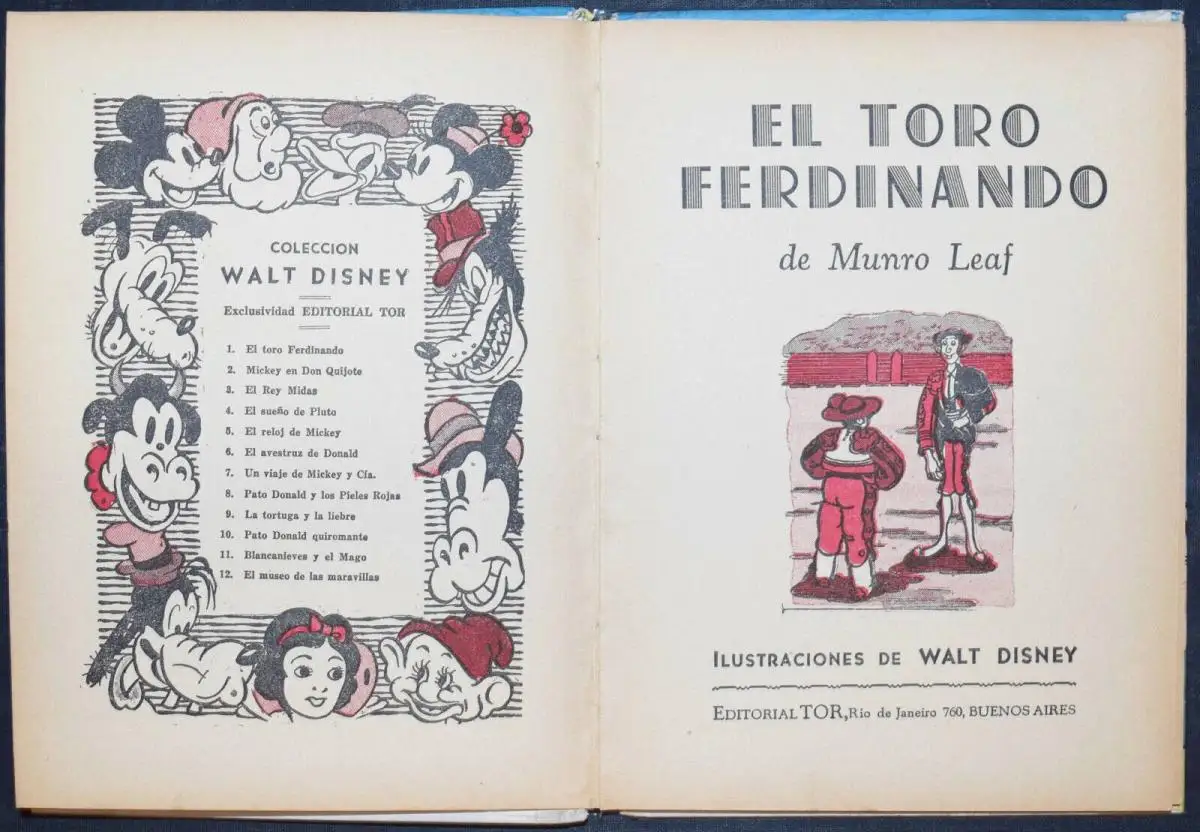 COLECCION
WALT DISNEY
Exclusividad EDITORIAL TOR
1. El toro Ferdinando
2. Mickey en Don Quijote
3. El Rey Midas
4. El sueño de Pluto
5. El reloj de Mickey
6. El avestruz de Donald
7. Un viaje de Mickey y Cía.
8. Pato Donald y los Pieles Rojas
9. La tortuga y la liebre
10. Pato Donald quiromante
11. Blancanieves y el Mago
12. El museo de las maravillas
EL TORO
FERDINANDO
de Munro Leaf
ILUSTRACIONES DE WALT DISNEY
EDITORIAL TOR, Rio de Janeiro 760, BUENOS AIRES